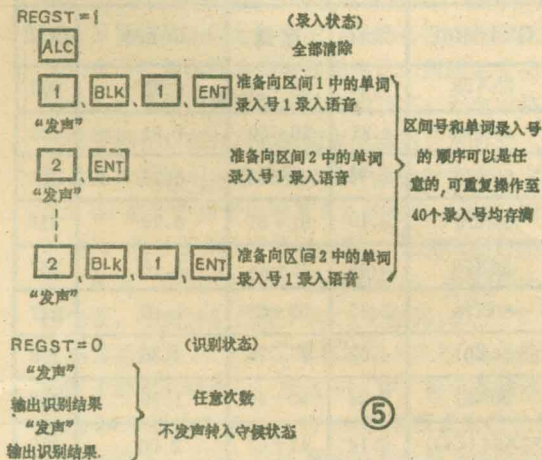 REGST=1 (录入状态)
ALC 全部清除
1、BLK、1、ENT 准备向区间1中的单词
录入号1录入语音
“发声”
2、ENT 准备向区间2中的单词
录入号1录入语音
“发声”
2、BLK、1、ENT 准备向区间2中的单词
录入号1录入语音
“发声”
区间号和单词录入号
的顺序可以是任
意的,可重复操作至
40个录入号均存满
REGST=0 (识别状态)
“发声”
输出识别结果
“发声”
输出识别结果.
任意次数
不发声转入守候状态
⑤